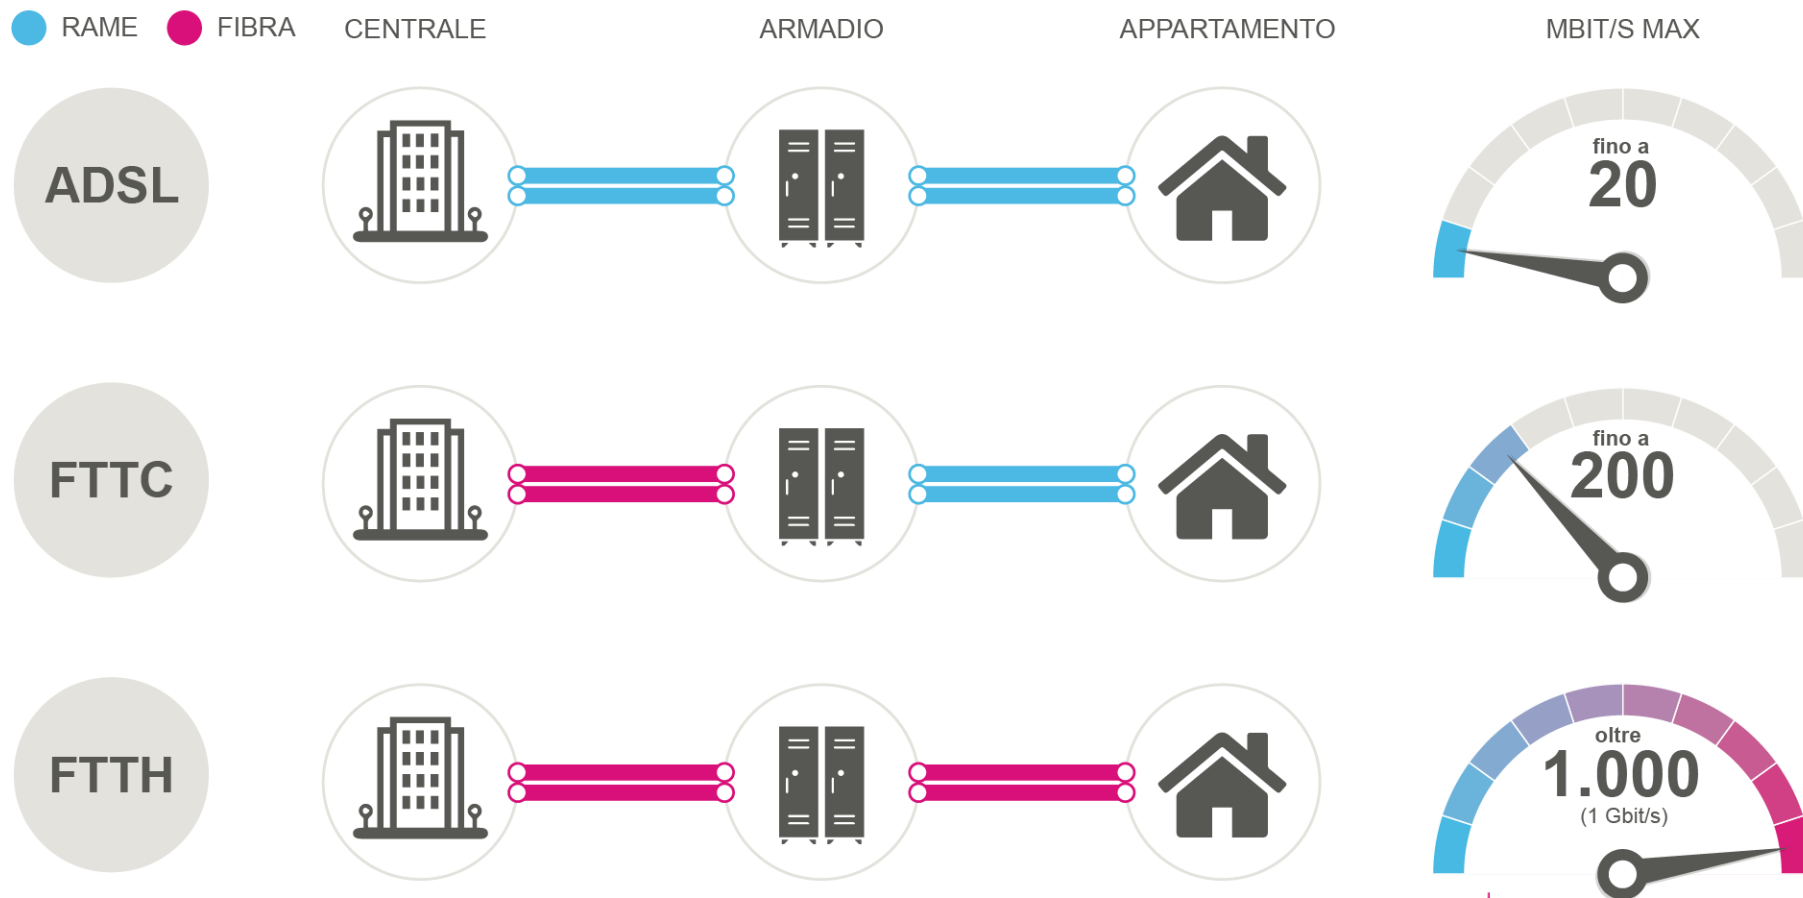 RAME FIBRA CENTRALE ARMADIO APPARTAMENTO MBIT/S MAX
ADSL
fino a
20
FTTC
fino a
200
FTTH
oltre
1.000
(1 Gbit/s)